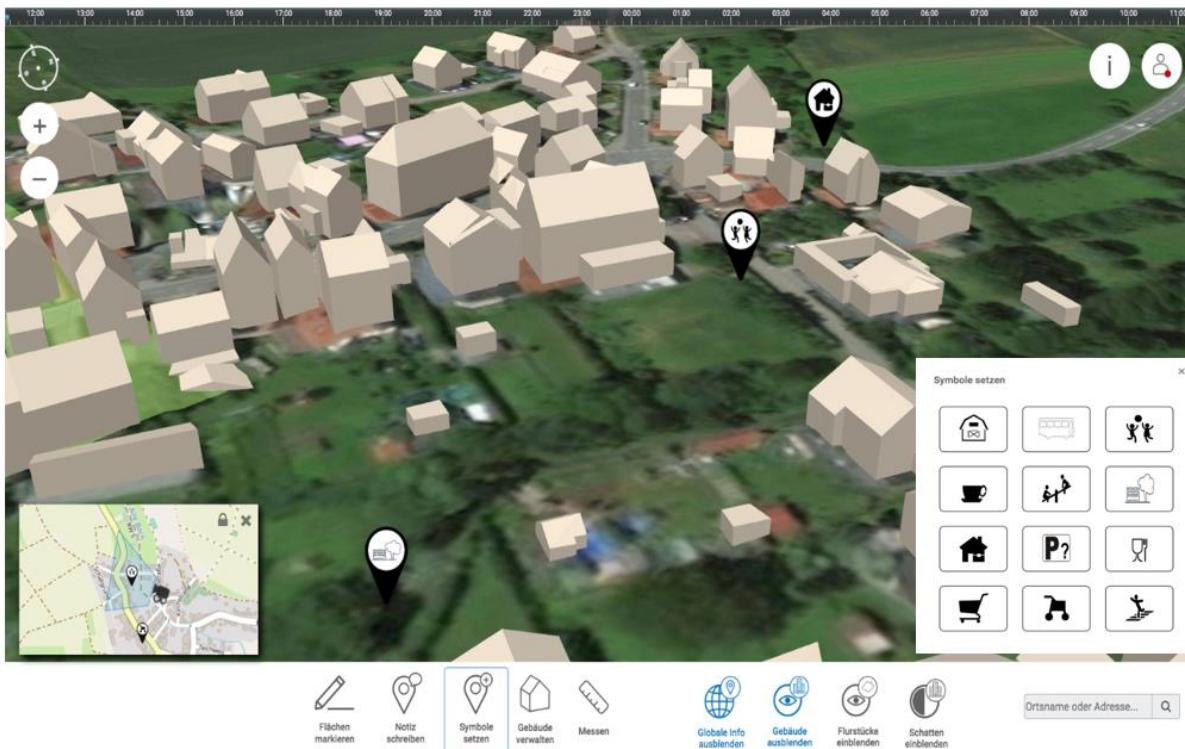 12:00 13:00 14:00 15:00 16:00 17:00 18:00 19:00 20:00 21:00 22:00 23:00 00:00 01:00 02:00 03:00 04:00 05:00 06:00 07:00 08:00 09:00 10:00 11:00
i
+
−
Symbole setzen
P?
Flächen
markieren
Notiz
schreiben
Symbole
setzen
Gebäude
verwalten
Messen
Globale Info
ausblenden
Gebäude
ausblenden
Flurstücke
einblenden
Schatten
einblenden
Ortsname oder Adresse...